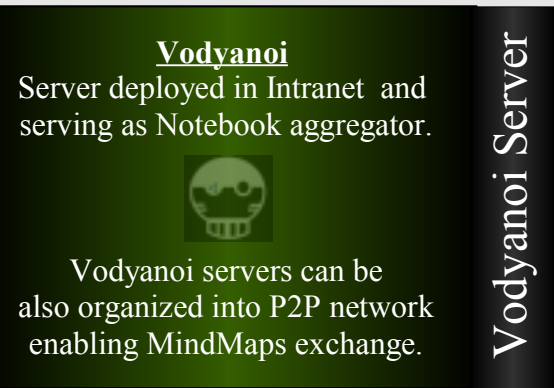 Vodyanoi
Server deployed in Intranet and
serving as Notebook aggregator.
Vodyanoi servers can be
also organized into P2P network
enabling MindMaps exchange.
Vodyanoi Server